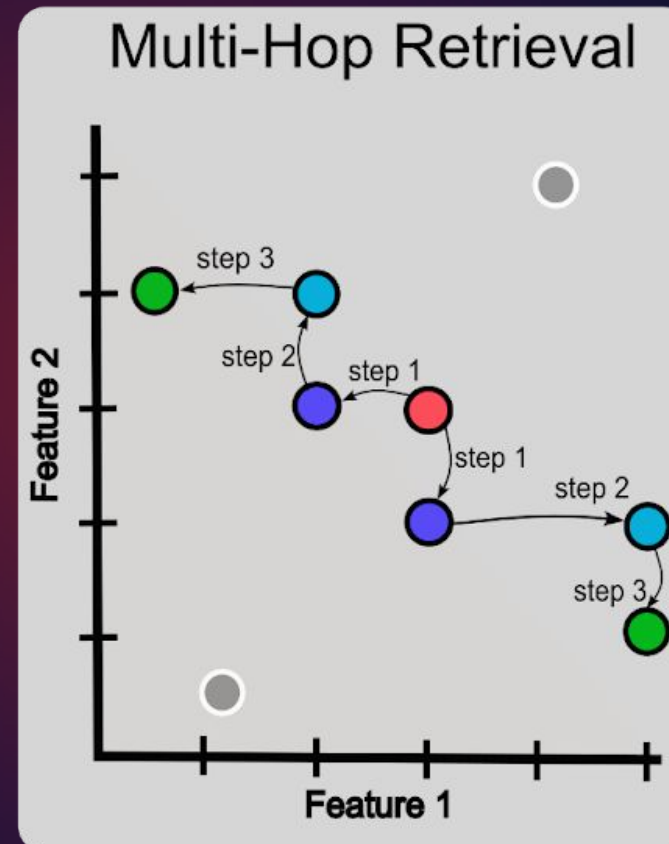 Multi-Hop Retrieval
step 3
step 2
step 1
step 1
step 2
step 3
Feature 2
Feature 1